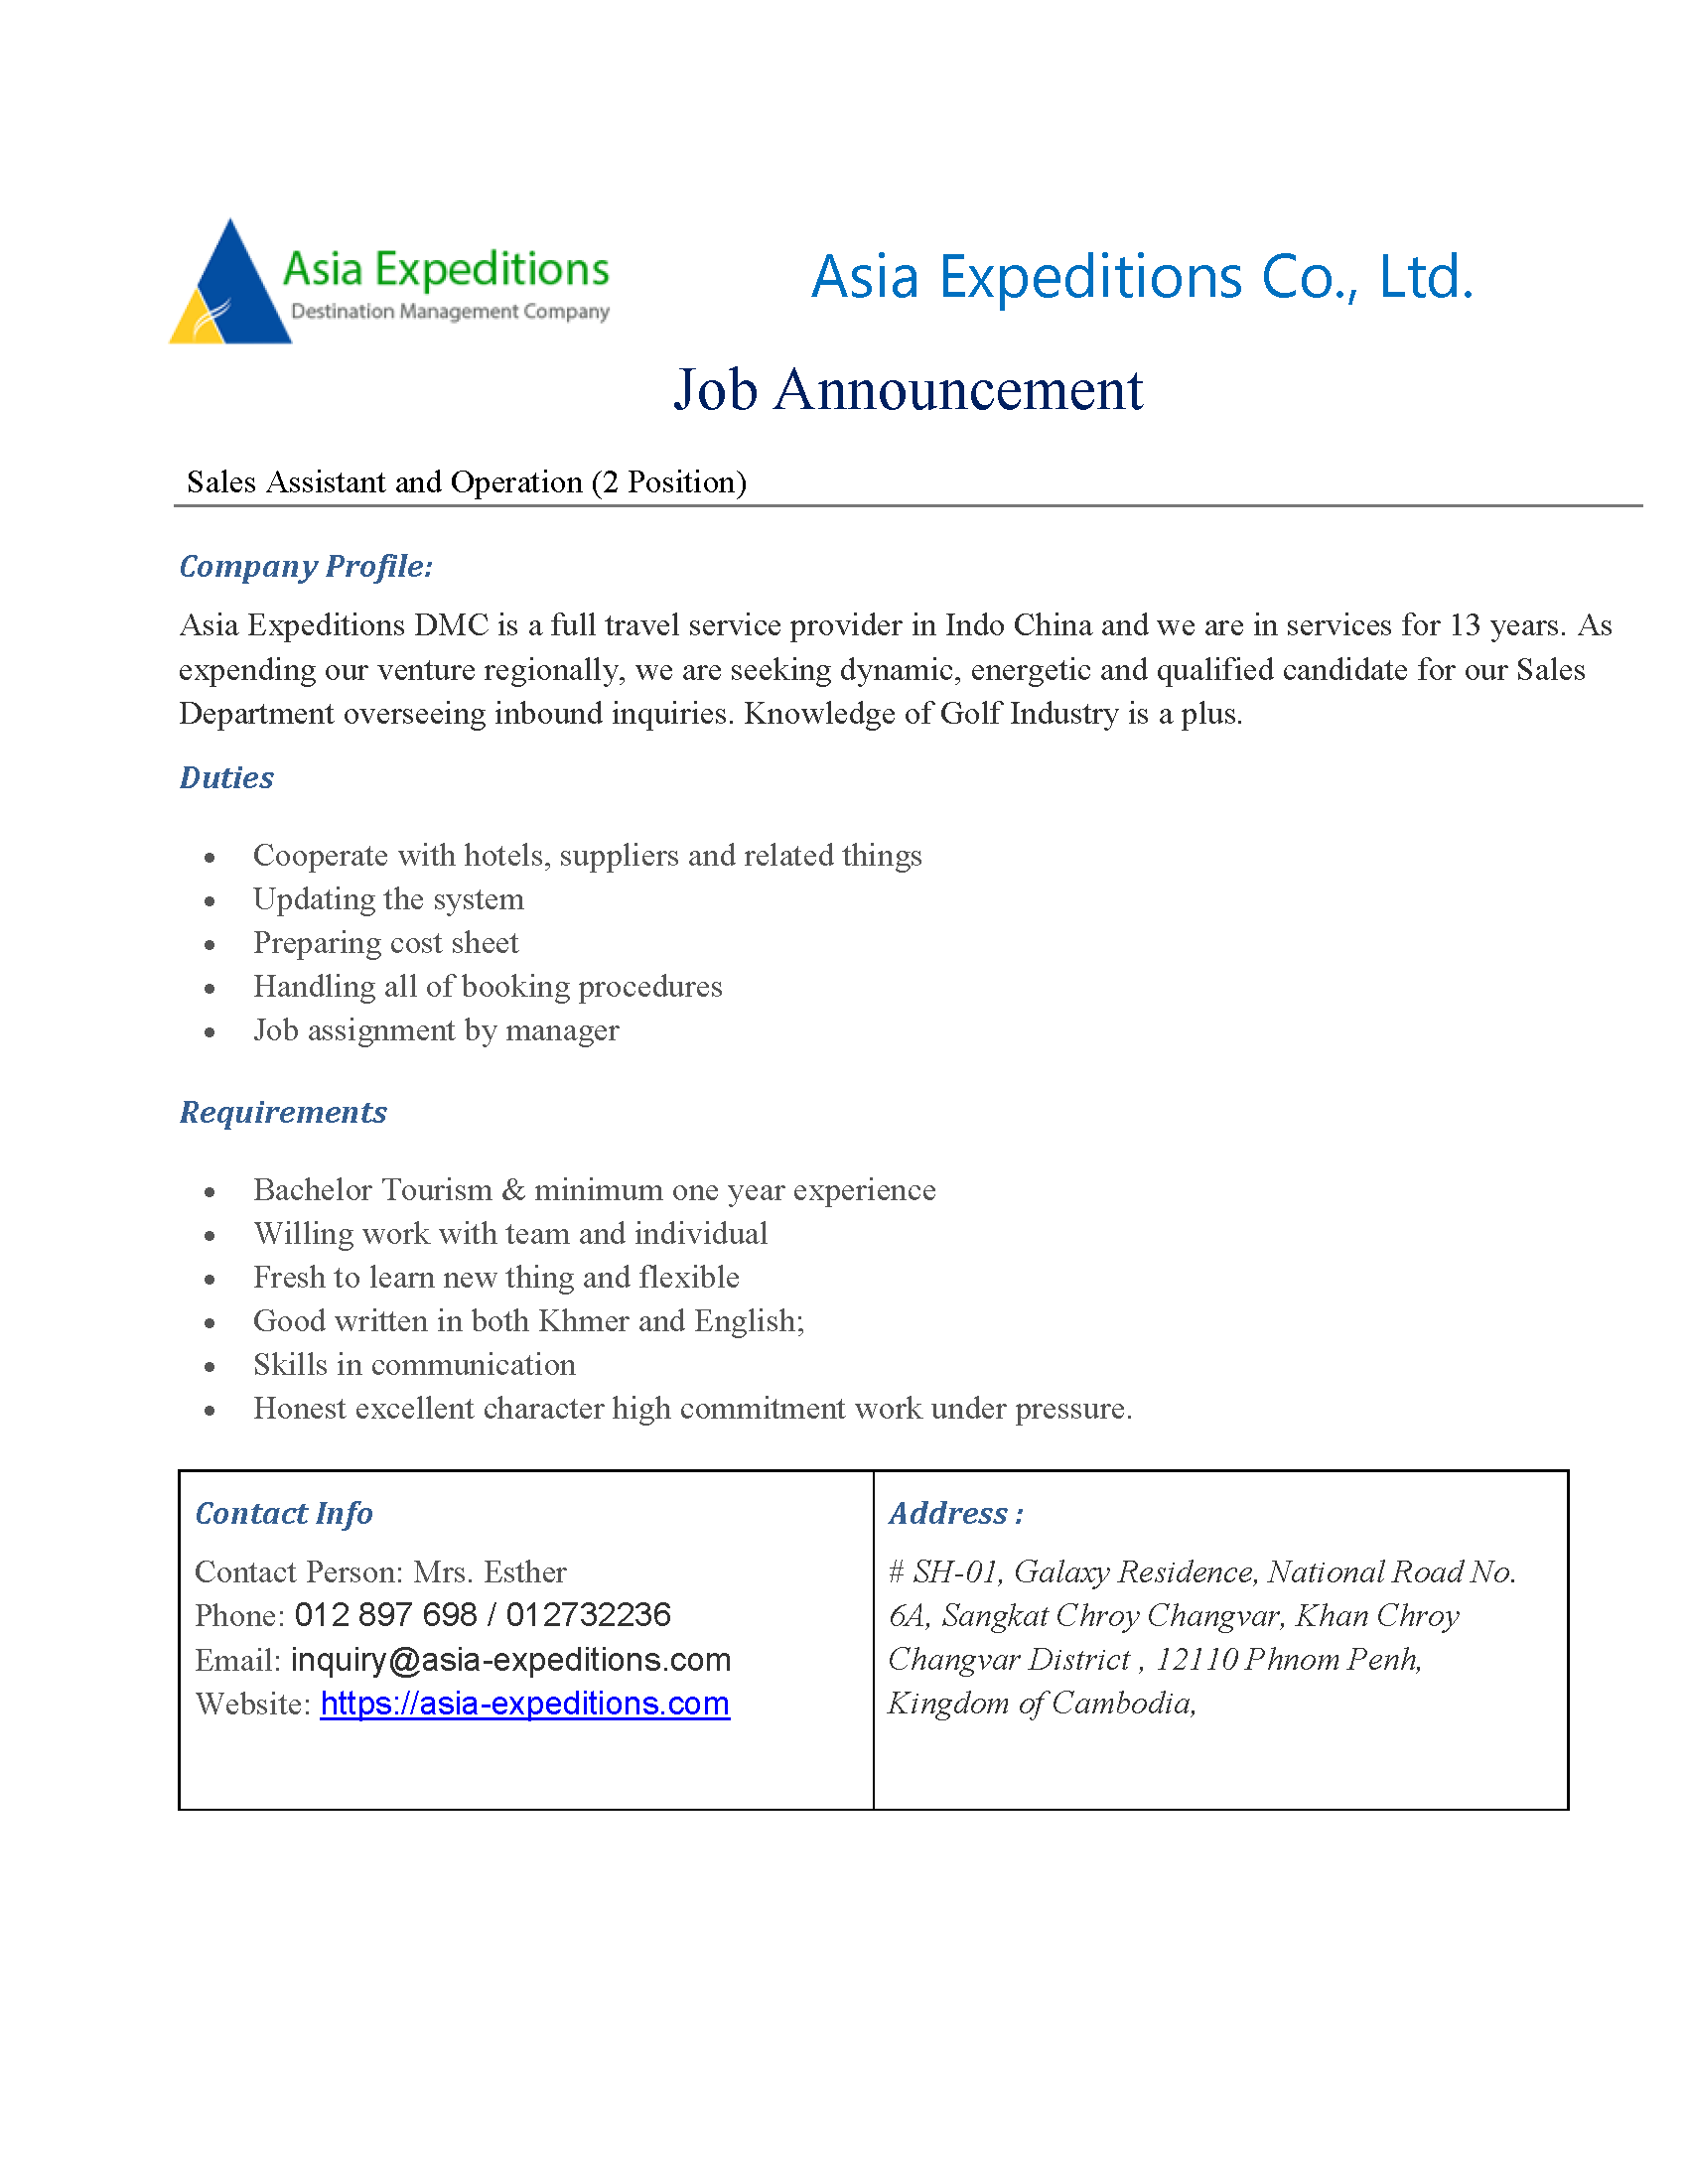 Asia Expeditions
Destination Management Company
Asia Expeditions Co., Ltd.
Job Announcement
Sales Assistant and Operation (2 Position)
Company Profile:
Asia Expeditions DMC is a full travel service provider in Indo China and we are in services for 13 years. As
expending our venture regionally, we are seeking dynamic, energetic and qualified candidate for our Sales
Department overseeing inbound inquiries. Knowledge of Golf Industry is a plus.
Duties
• Cooperate with hotels, suppliers and related things
• Updating the system
• Preparing cost sheet
• Handling all of booking procedures
• Job assignment by manager
Requirements
• Bachelor Tourism & minimum one year experience
• Willing work with team and individual
• Fresh to learn new thing and flexible
• Good written in both Khmer and English;
• Skills in communication
• Honest excellent character high commitment work under pressure.
Contact Info
Contact Person: Mrs. Esther
Phone: 012 897 698 / 012732236
Email: inquiry@asia-expeditions.com
Website: https://asia-expeditions.com
Address :
# SH-01, Galaxy Residence, National Road No.
6A, Sangkat Chroy Changvar, Khan Chroy
Changvar District , 12110 Phnom Penh,
Kingdom of Cambodia,